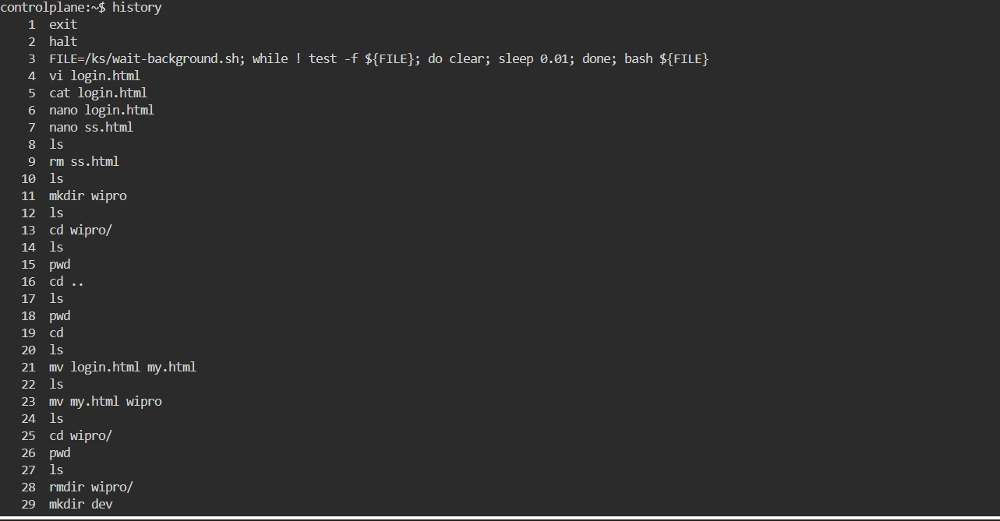 controlplane:~$ history
    1  exit
    2  halt
    3  FILE=/ks/wait-background.sh; while ! test -f ${FILE}; do clear; sleep 0.01; done; bash ${FILE}
    4  vi login.html
    5  cat login.html
    6  nano login.html
    7  nano ss.html
    8  ls
    9  rm ss.html
   10  ls
   11  mkdir wipro
   12  ls
   13  cd wipro/
   14  ls
   15  pwd
   16  cd ..
   17  ls
   18  pwd
   19  cd
   20  ls
   21  mv login.html my.html
   22  ls
   23  mv my.html wipro
   24  ls
   25  cd wipro/
   26  pwd
   27  ls
   28  rmdir wipro/
   29  mkdir dev